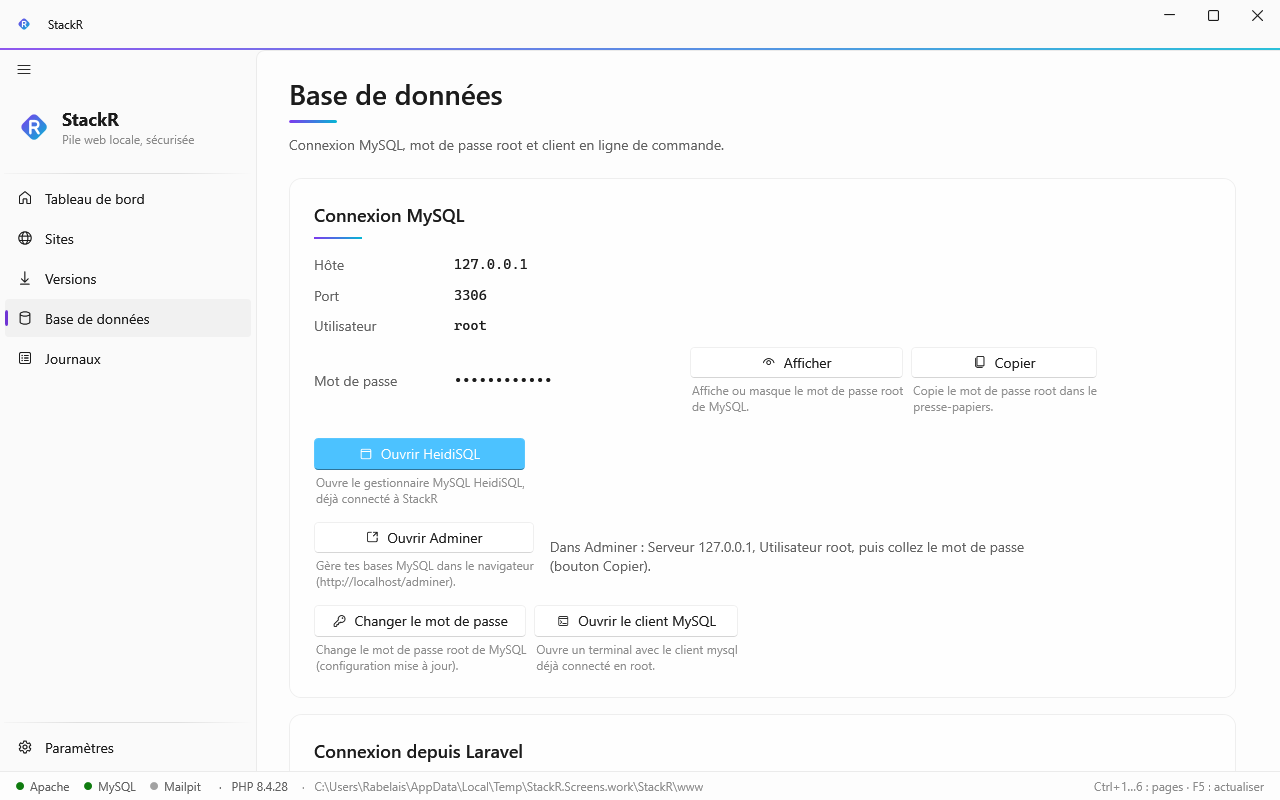 StackR
StackR
Pile web locale, sécurisée
Tableau de bord
Sites
Versions
Base de données
Journaux
Paramètres
Base de données
Connexion MySQL, mot de passe root et client en ligne de commande.
Connexion MySQL
Hôte 127.0.0.1
Port 3306
Utilisateur root
Mot de passe ••••••••••••
Afficher
Affiche ou masque le mot de passe root
de MySQL.
Copier
Copie le mot de passe root dans le
presse-papiers.
Ouvrir HeidiSQL
Ouvre le gestionnaire MySQL HeidiSQL,
déjà connecté à StackR
Ouvrir Adminer
Gère tes bases MySQL dans le navigateur
(http://localhost/adminer).
Dans Adminer : Serveur 127.0.0.1, Utilisateur root, puis collez le mot de passe
(bouton Copier).
Changer le mot de passe
Change le mot de passe root de MySQL
(configuration mise à jour).
Ouvrir le client MySQL
Ouvre un terminal avec le client mysql
déjà connecté en root.
Connexion depuis Laravel
Apache MySQL Mailpit · PHP 8.4.28 · C:\Users\Rabelais\AppData\Local\Temp\StackR.Screens.work\StackR\www Ctrl+1…6 : pages · F5 : actualiser